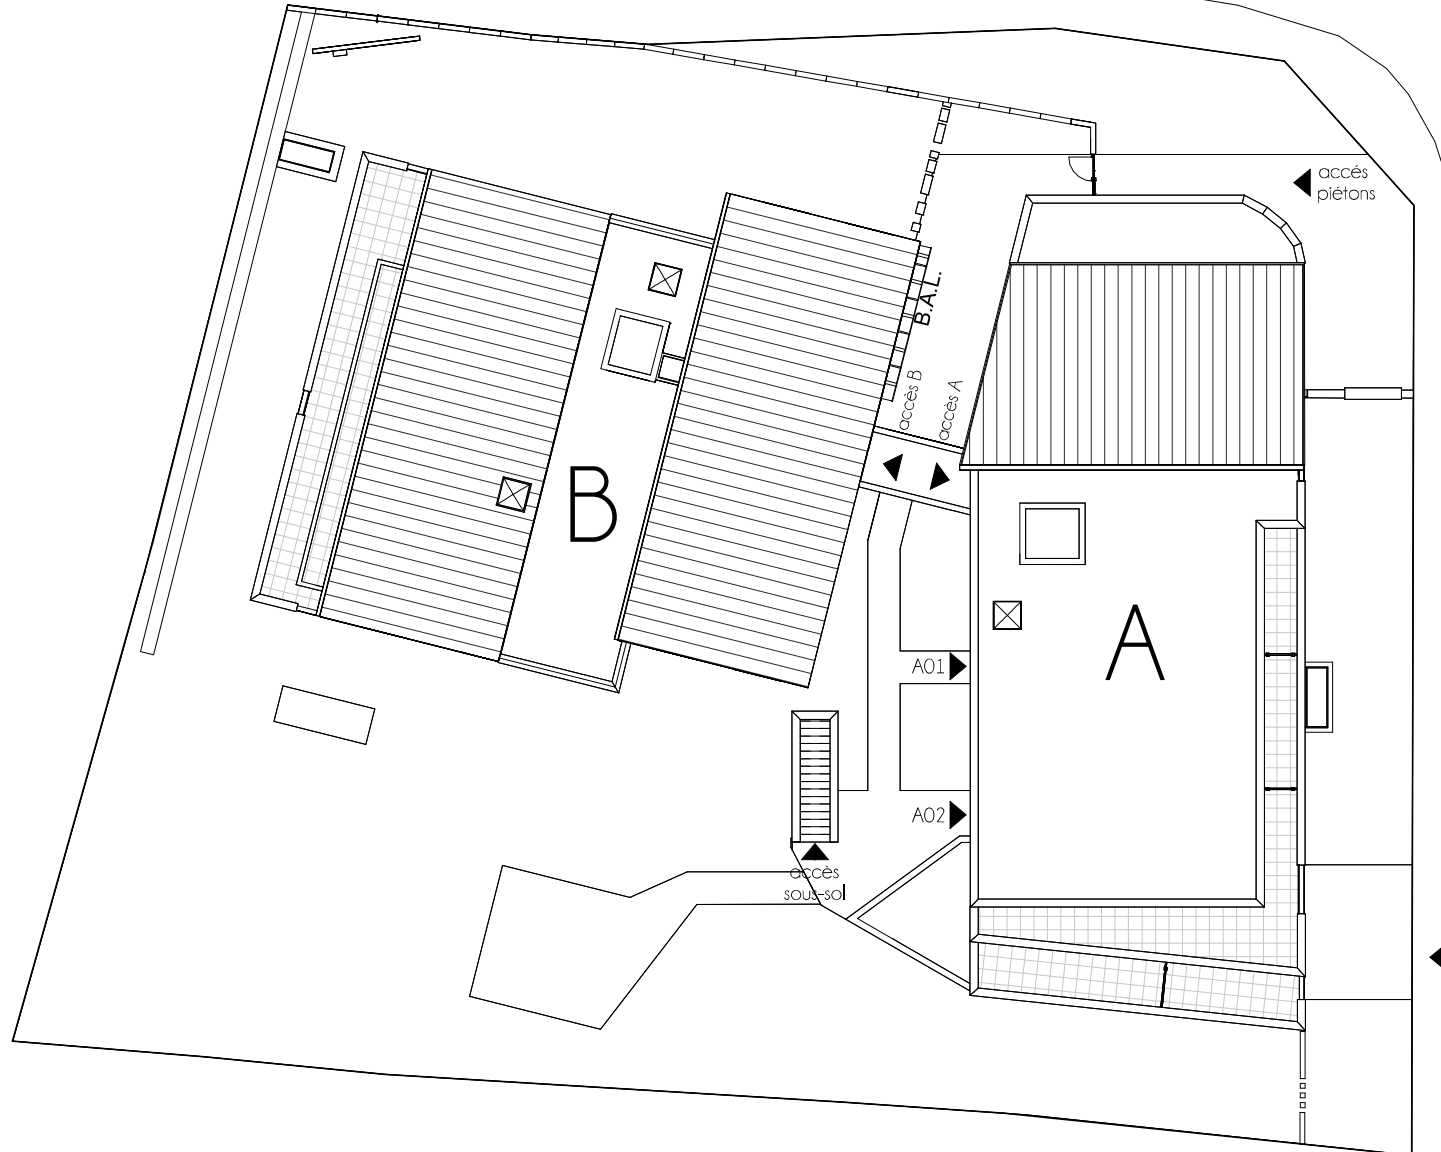 accés
piétons
B.A.L.
accès B
accès A
B
A
A01
A02
accès
sous-sol